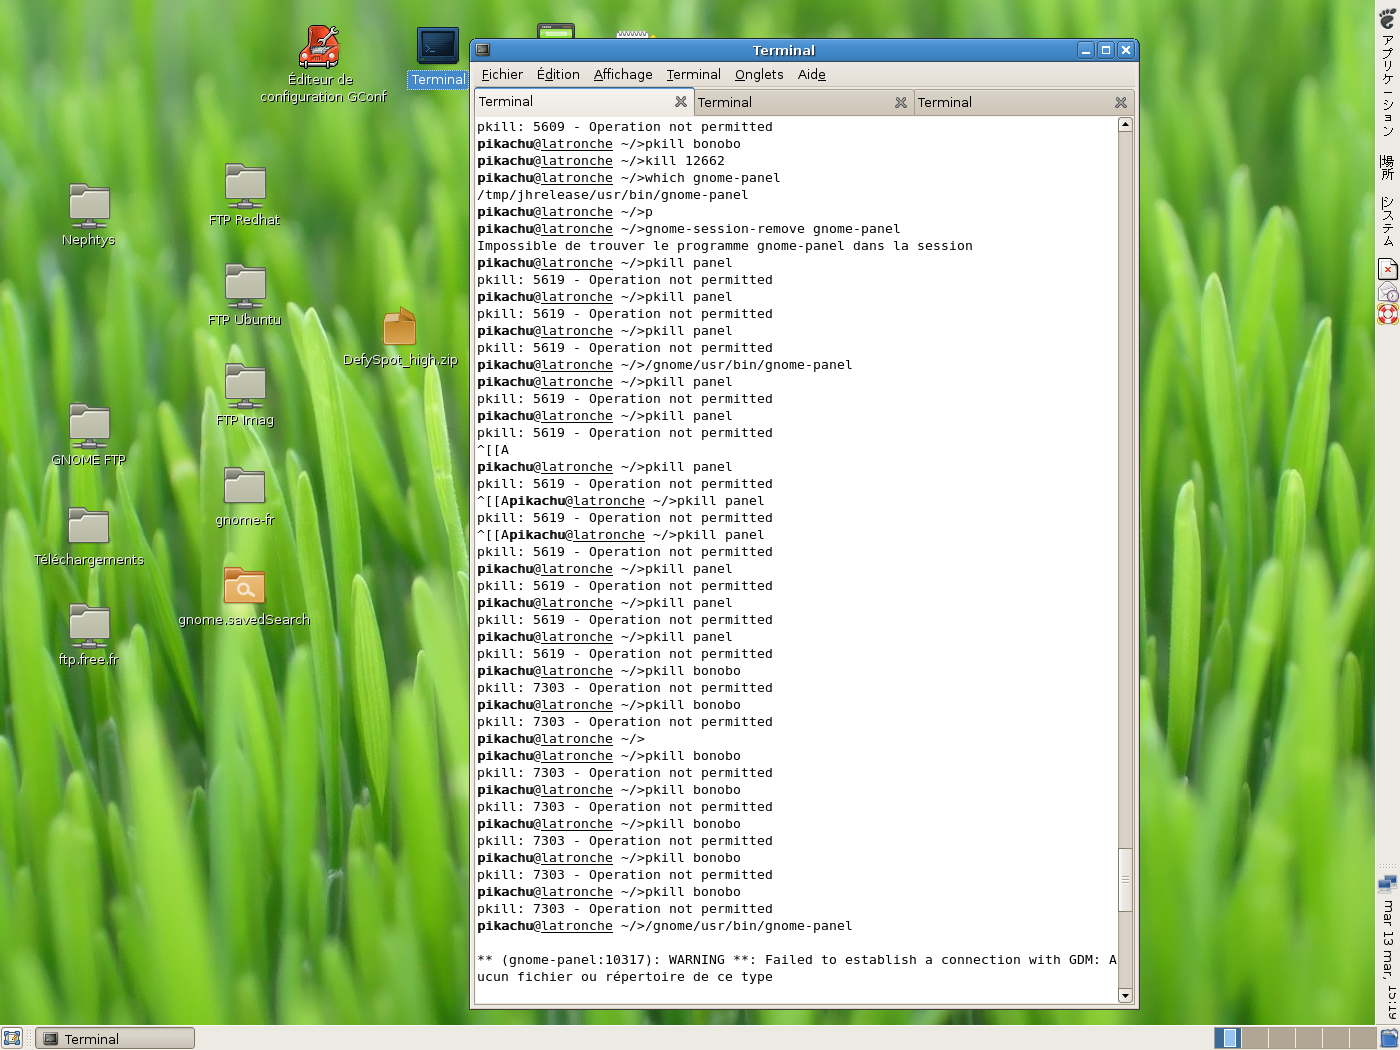 Éditeur de
configuration GConf
Terminal
Nephtys
FTP Redhat
FTP Ubuntu
DefySpot_high.zip
FTP Imag
GNOME FTP
gnome-fr
Téléchargements
gnome.savedSearch
ftp.free.fr
Terminal
Fichier Édition Affichage Terminal Onglets Aide
Terminal Terminal Terminal
pkill: 5609 - Operation not permitted
pikachu@latronche ~/>pkill bonobo
pikachu@latronche ~/>kill 12662
pikachu@latronche ~/>which gnome-panel
/tmp/jhrelease/usr/bin/gnome-panel
pikachu@latronche ~/>p
pikachu@latronche ~/>gnome-session-remove gnome-panel
Impossible de trouver le programme gnome-panel dans la session
pikachu@latronche ~/>pkill panel
pkill: 5619 - Operation not permitted
pikachu@latronche ~/>pkill panel
pkill: 5619 - Operation not permitted
pikachu@latronche ~/>pkill panel
pkill: 5619 - Operation not permitted
pikachu@latronche ~/>/gnome/usr/bin/gnome-panel
pikachu@latronche ~/>pkill panel
pkill: 5619 - Operation not permitted
pikachu@latronche ~/>pkill panel
pkill: 5619 - Operation not permitted
^[[A
pikachu@latronche ~/>pkill panel
pkill: 5619 - Operation not permitted
^[[Apikachu@latronche ~/>pkill panel
pkill: 5619 - Operation not permitted
^[[Apikachu@latronche ~/>pkill panel
pkill: 5619 - Operation not permitted
pikachu@latronche ~/>pkill panel
pkill: 5619 - Operation not permitted
pikachu@latronche ~/>pkill panel
pkill: 5619 - Operation not permitted
pikachu@latronche ~/>pkill panel
pkill: 5619 - Operation not permitted
pikachu@latronche ~/>pkill bonobo
pkill: 7303 - Operation not permitted
pikachu@latronche ~/>pkill bonobo
pkill: 7303 - Operation not permitted
pikachu@latronche ~/>
pikachu@latronche ~/>pkill bonobo
pkill: 7303 - Operation not permitted
pikachu@latronche ~/>pkill bonobo
pkill: 7303 - Operation not permitted
pikachu@latronche ~/>pkill bonobo
pkill: 7303 - Operation not permitted
pikachu@latronche ~/>pkill bonobo
pkill: 7303 - Operation not permitted
pikachu@latronche ~/>pkill bonobo
pkill: 7303 - Operation not permitted
pikachu@latronche ~/>/gnome/usr/bin/gnome-panel
** (gnome-panel:10317): WARNING **: Failed to establish a connection with GDM: A
ucun fichier ou répertoire de ce type
アプリケーション
場所
システム
mar 13 mar, 15:19
Terminal